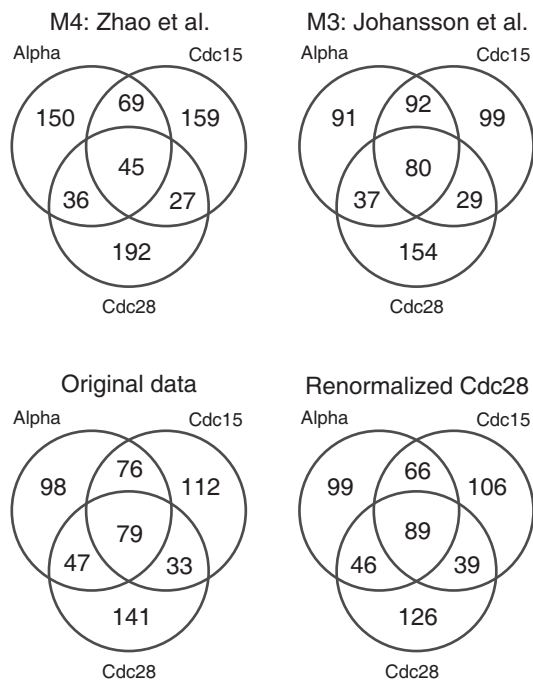 M4: Zhao et al.
M3: Johansson et al.
Alpha
Cdc15
Alpha
Cdc15
150
69
159
91
92
99
45
80
36
27
37
29
192
154
Cdc28
Cdc28
Original data
Renormalized Cdc28
Alpha
Cdc15
Alpha
Cdc15
98
76
112
99
66
106
79
89
47
33
46
39
141
126
Cdc28
Cdc28